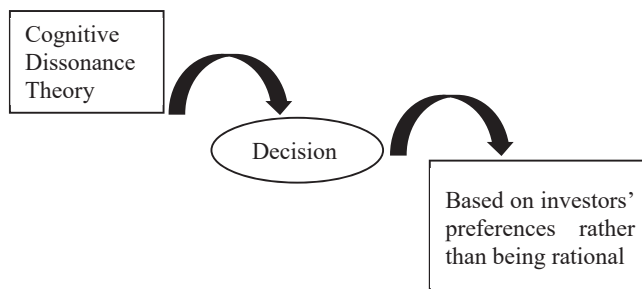 Cognitive
Dissonance
Theory
Decision
Based on investors’
preferences rather
than being rational